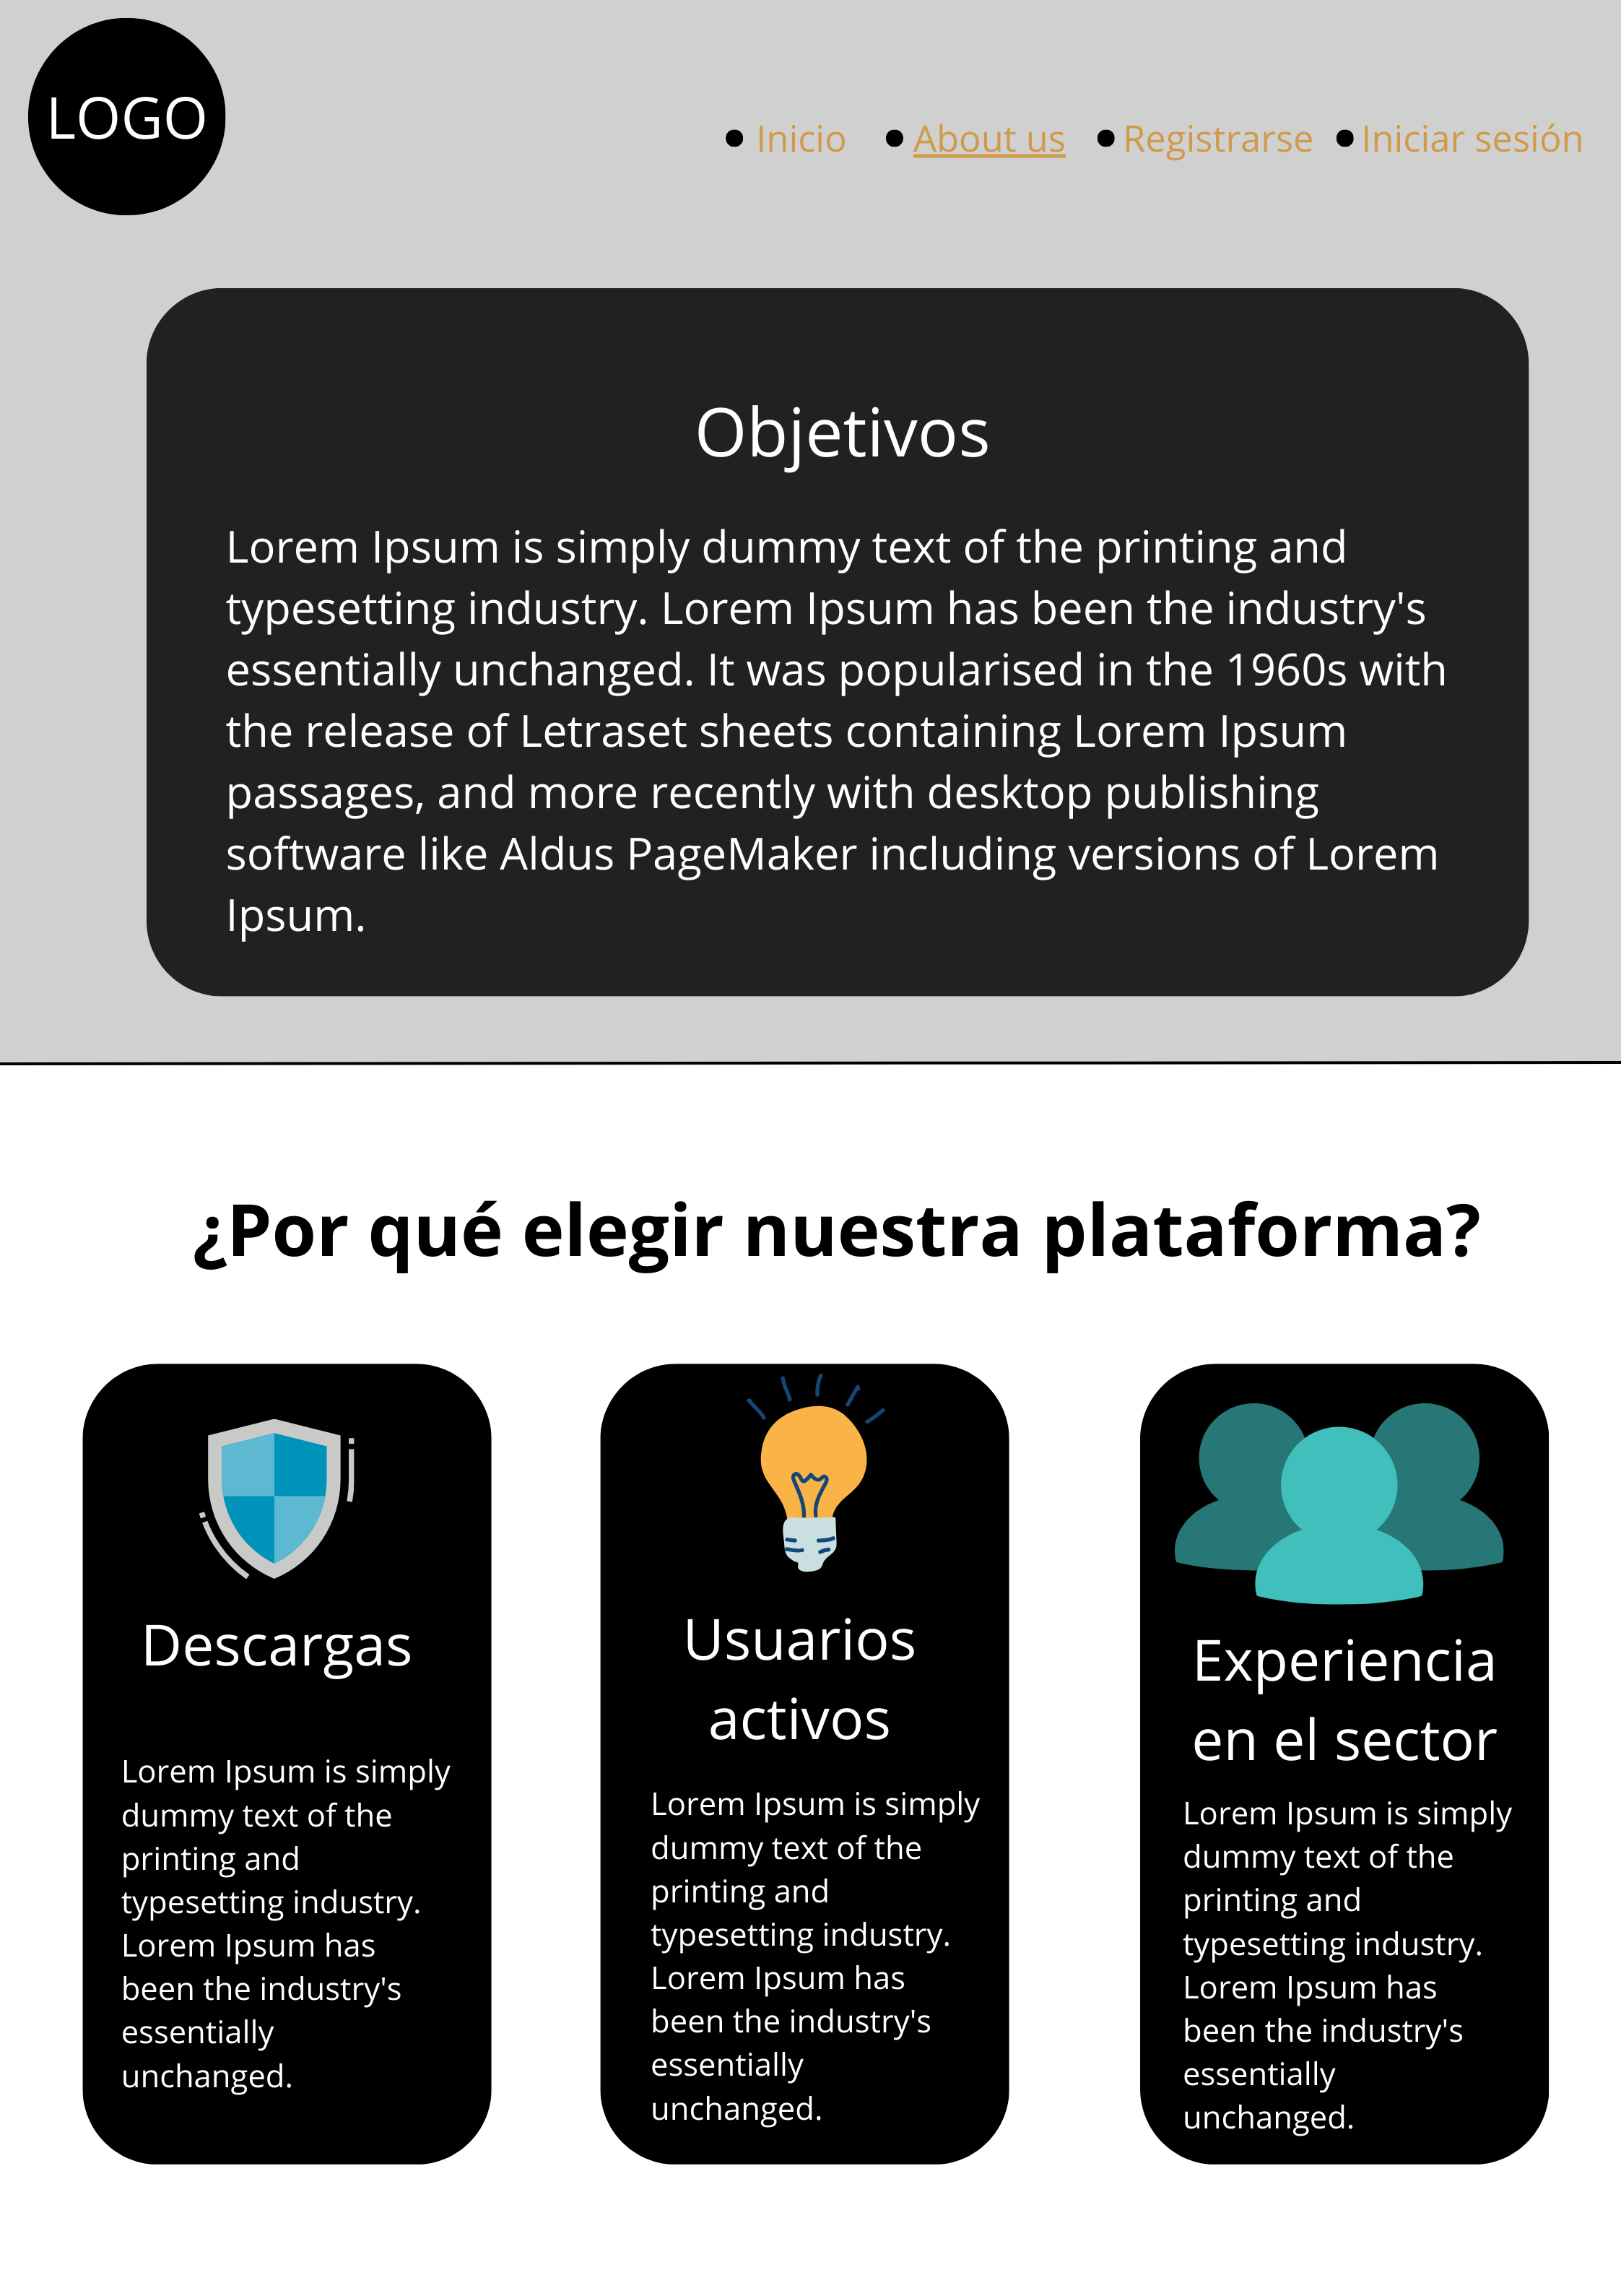 LOGO
Inicio
About us
Registrarse
Iniciar sesión
Objetivos
Lorem Ipsum is simply dummy text of the printing and
typesetting industry. Lorem Ipsum has been the industry's
essentially unchanged. It was popularised in the 1960s with
the release of Letraset sheets containing Lorem Ipsum
passages, and more recently with desktop publishing
software like Aldus PageMaker including versions of Lorem
Ipsum.
¿Por qué elegir nuestra plataforma?
Descargas
Lorem Ipsum is simply
dummy text of the
printing and
typesetting industry.
Lorem Ipsum has
been the industry's
essentially
unchanged.
Usuarios
activos
Lorem Ipsum is simply
dummy text of the
printing and
typesetting industry.
Lorem Ipsum has
been the industry's
essentially
unchanged.
Experiencia
en el sector
Lorem Ipsum is simply
dummy text of the
printing and
typesetting industry.
Lorem Ipsum has
been the industry's
essentially
unchanged.